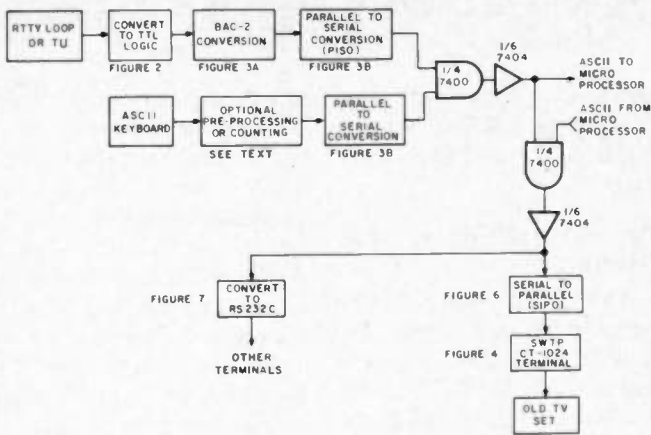 RTTY LOOP
OR TU
CONVERT
TO TTL
LOGIC
FIGURE 2
BAC-2
CONVERSION
FIGURE 3A
PARALLEL TO
SERIAL
CONVERSION
(PISO)
FIGURE 3B
1/4
7400
1/6
7404
ASCII TO
MICRO
PROCESSOR
ASCII FROM
MICRO
PROCESSOR
ASCII
KEYBOARD
OPTIONAL
PRE-PROCESSING
OR COUNTING
SEE TEXT
PARALLEL
TO
SERIAL
CONVERSION
FIGURE 3B
1/4
7400
1/6
7404
FIGURE 7
CONVERT
TO
RS232C
OTHER
TERMINALS
FIGURE 6
SERIAL TO
PARALLEL
(SIPO)
FIGURE 4
SWTP
CT-1024
TERMINAL
OLD TV
SET